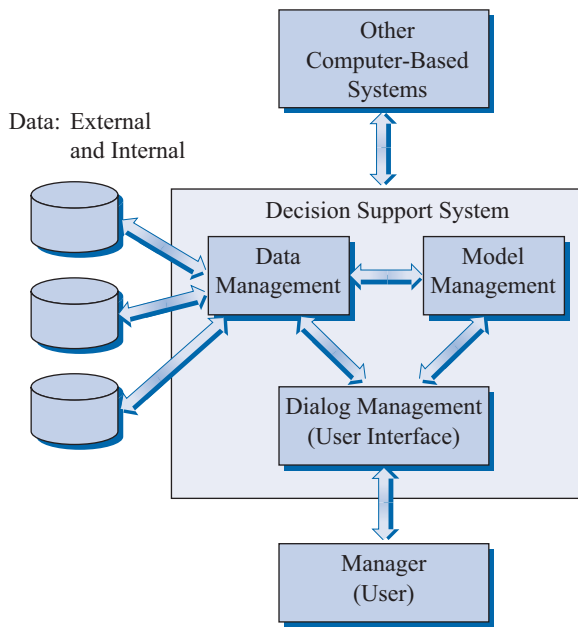 Other
Computer-Based
Systems
Data: External
and Internal
Decision Support System
Data
Management
Model
Management
Dialog Management
(User Interface)
Manager
(User)